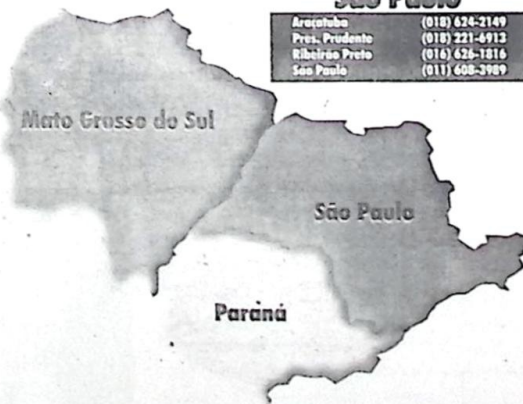 São Paulo
Araçatuba (018) 624-2149
Pres. Prudente (018) 221-6913
Ribeirão Preto (016) 626-1816
São Paulo (011) 608-3989
Mato Grosso do Sul
São Paulo
Paraná